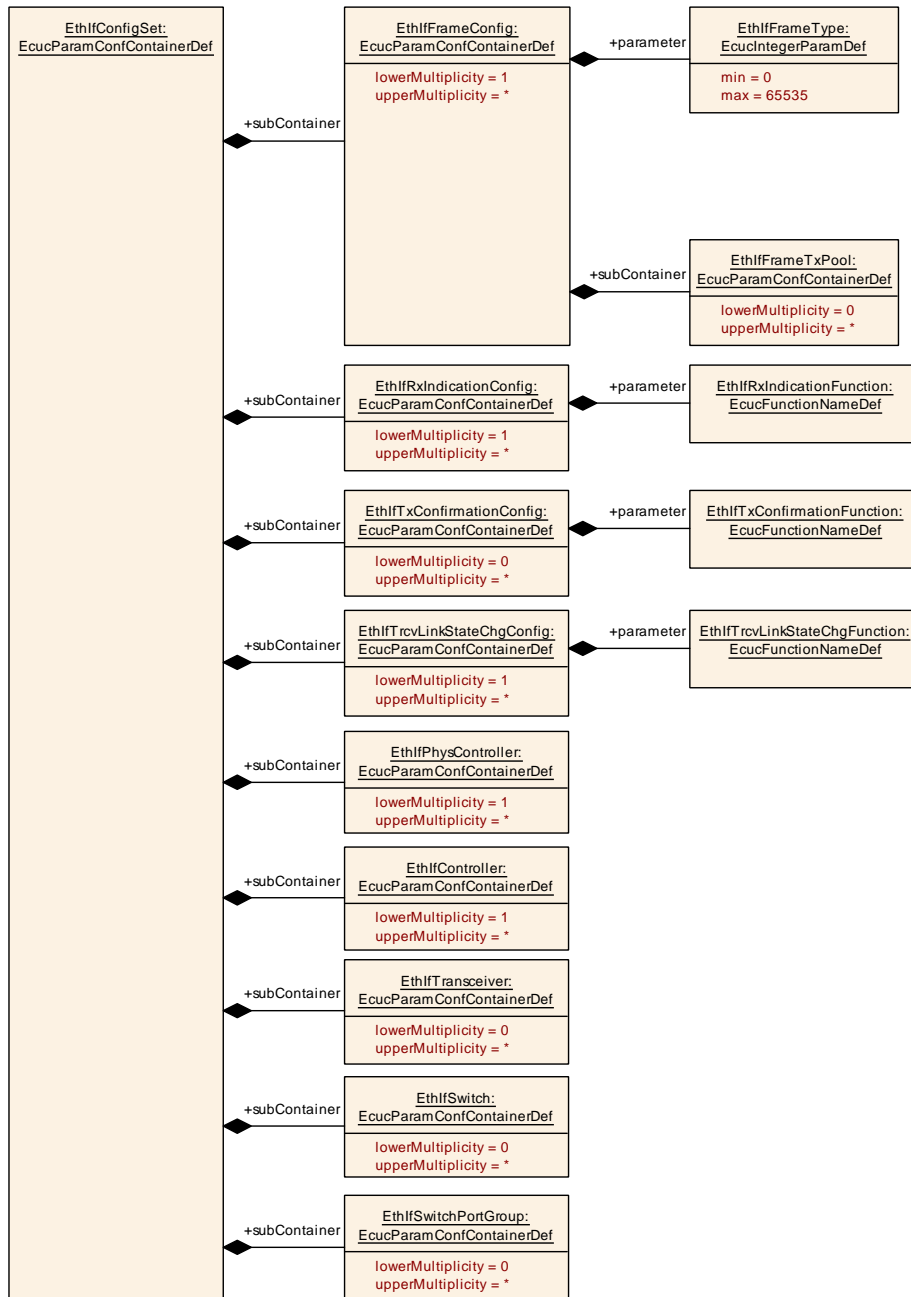 EthIfConfigSet:
EcucParamConfContainerDef
EthIfFrameConfig:
EcucParamConfContainerDef
lowerMultiplicity = 1
upperMultiplicity = *
+parameter
EthIfFrameType:
EcucIntegerParamDef
min = 0
max = 65535
+subContainer
+subContainer
EthIfFrameTxPool:
EcucParamConfContainerDef
lowerMultiplicity = 0
upperMultiplicity = *
+subContainer
EthIfRxIndicationConfig:
EcucParamConfContainerDef
lowerMultiplicity = 1
upperMultiplicity = *
+parameter
EthIfRxIndicationFunction:
EcucFunctionNameDef
+subContainer
EthIfTxConfirmationConfig:
EcucParamConfContainerDef
lowerMultiplicity = 0
upperMultiplicity = *
+parameter
EthIfTxConfirmationFunction:
EcucFunctionNameDef
+subContainer
EthIfTrcvLinkStateChgConfig:
EcucParamConfContainerDef
lowerMultiplicity = 1
upperMultiplicity = *
+parameter
EthIfTrcvLinkStateChgFunction:
EcucFunctionNameDef
+subContainer
EthIfPhysController:
EcucParamConfContainerDef
lowerMultiplicity = 1
upperMultiplicity = *
+subContainer
EthIfController:
EcucParamConfContainerDef
lowerMultiplicity = 1
upperMultiplicity = *
+subContainer
EthIfTransceiver:
EcucParamConfContainerDef
lowerMultiplicity = 0
upperMultiplicity = *
+subContainer
EthIfSwitch:
EcucParamConfContainerDef
lowerMultiplicity = 0
upperMultiplicity = *
+subContainer
EthIfSwitchPortGroup:
EcucParamConfContainerDef
lowerMultiplicity = 0
upperMultiplicity = *